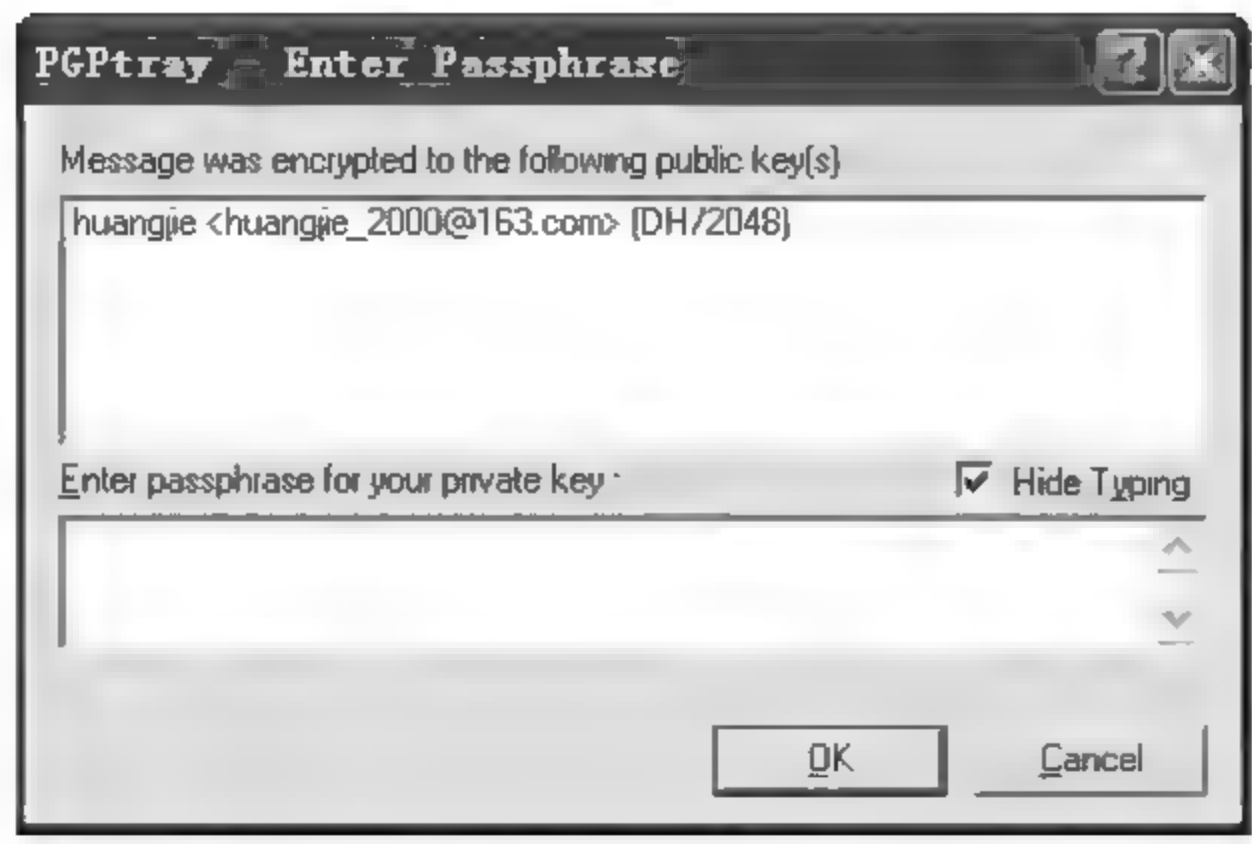 PGPtray - Enter Passphrase
Message was encrypted to the following public key(s)
huangjie <huangjie_2000@163.com> (DH/2048)
Enter passphrase for your private key :
Hide Typing
OK
Cancel